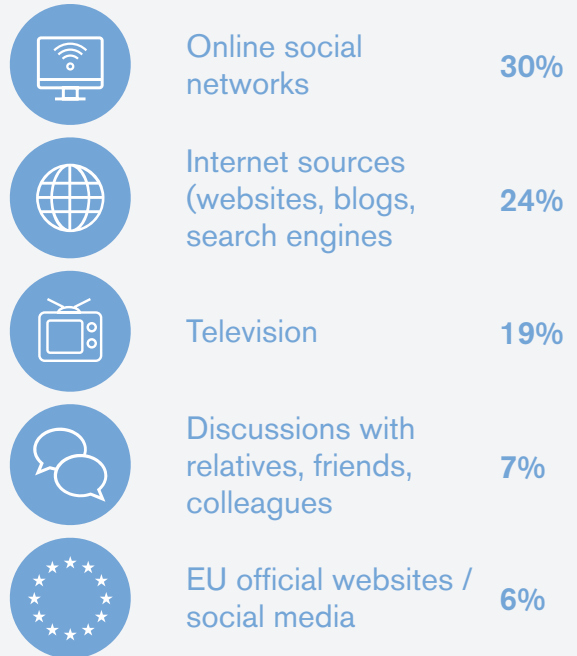 Online social
networks
30%
Internet sources
(websites, blogs,
search engines
24%
Television
19%
Discussions with
relatives, friends,
colleagues
7%
EU official websites /
social media
6%